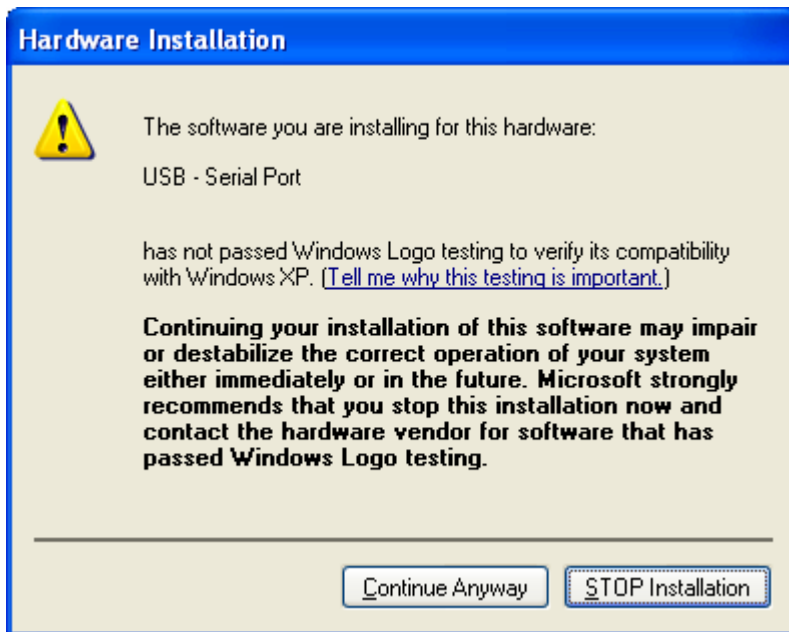 Hardware Installation
The software you are installing for this hardware:
USB - Serial Port
has not passed Windows Logo testing to verify its compatibility
with Windows XP. (Tell me why this testing is important.)
Continuing your installation of this software may impair
or destabilize the correct operation of your system
either immediately or in the future. Microsoft strongly
recommends that you stop this installation now and
contact the hardware vendor for software that has
passed Windows Logo testing.
Continue Anyway
STOP Installation